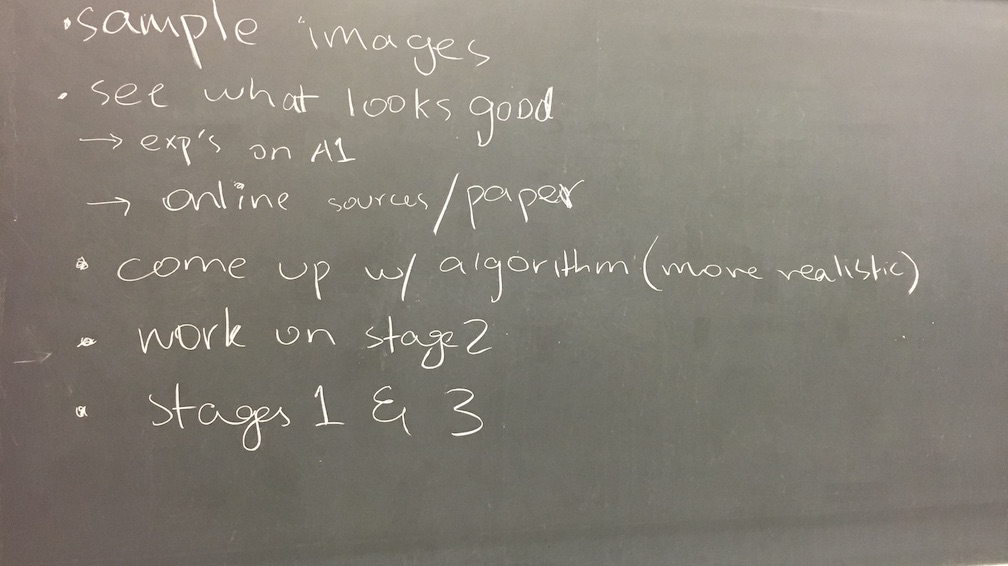 • sample images
• see what looks good
→ exp's on A1
→ online sources/paper
• come up w/ algorithm (more realistic)
• work on stage 2
• stages 1 & 3